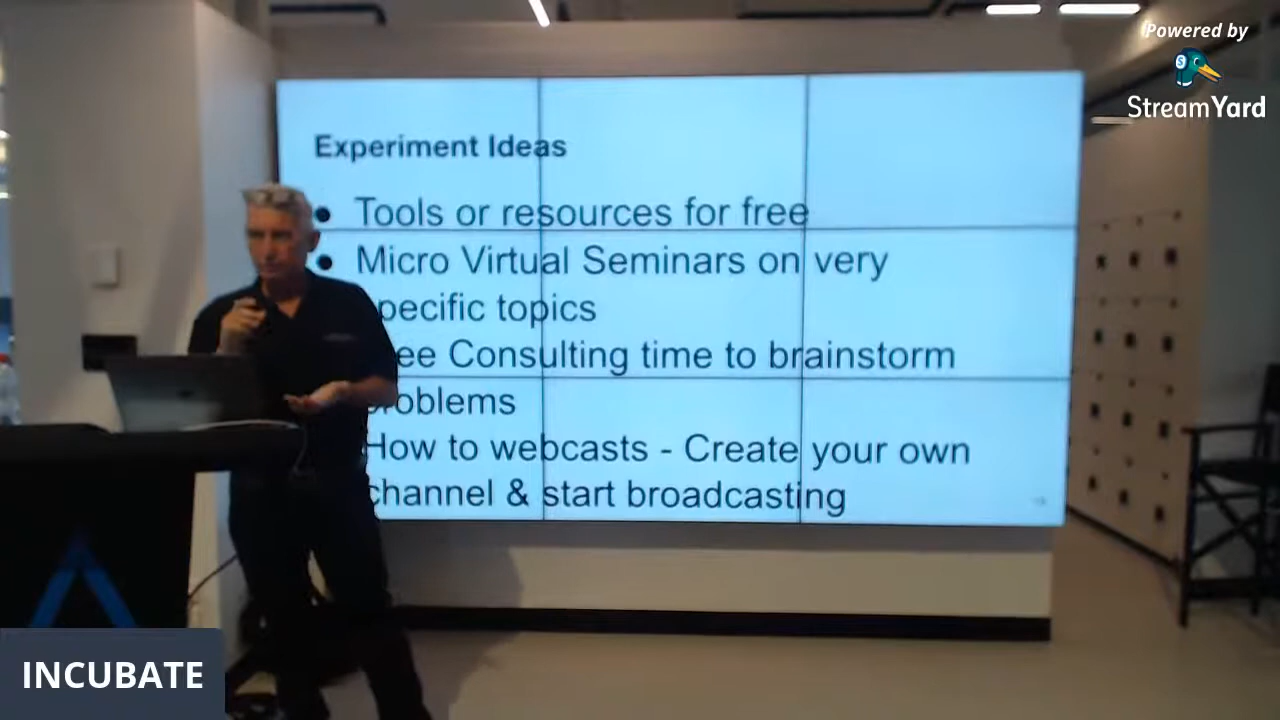 Powered by
StreamYard
Experiment Ideas
• Tools or resources for free
• Micro Virtual Seminars on very
pecific topics
ee Consulting time to brainstorm
oblems
How to webcasts - Create your own
channel & start broadcasting
INCUBATE